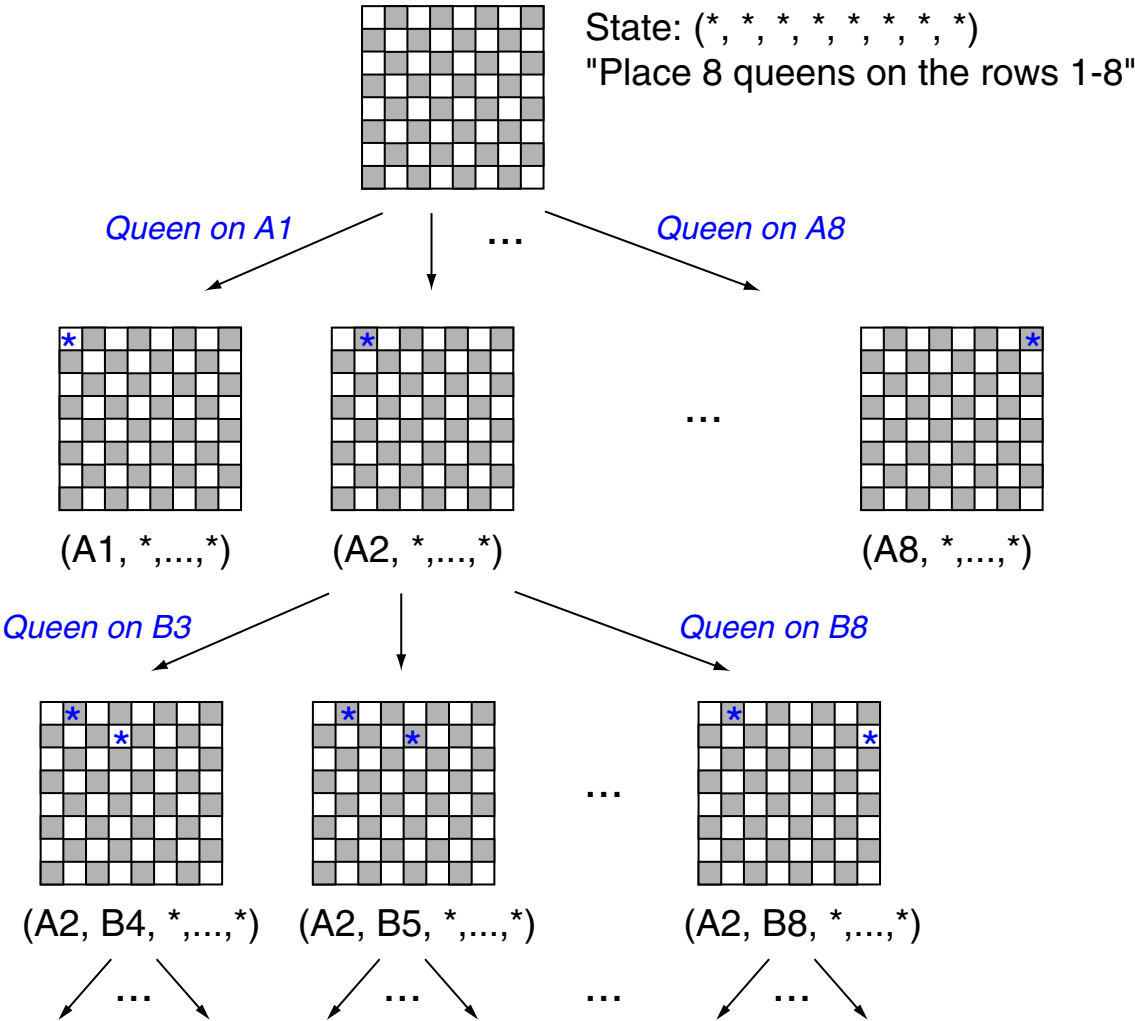 State: (*, *, *, *, *, *, *, *)
"Place 8 queens on the rows 1-8"
Queen on A1
...
Queen on A8
*
*
...
*
(A1, *,...,*)
(A2, *,...,*)
(A8, *,...,*)
Queen on B3
Queen on B8
*
*
*
*
...
*
*
(A2, B4, *,...,*)
(A2, B5, *,...,*)
(A2, B8, *,...,*)
...
...
...
...